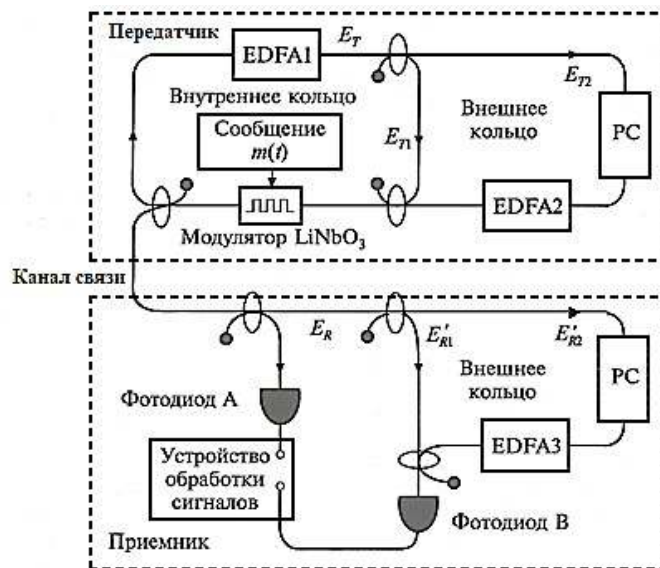 Передатчик
EDFA1
E_T
E_T2
Внутреннее кольцо
Внешнее
кольцо
PC
Сообщение
m(t)
E_T1
EDFA2
Модулятор LiNbO₃
Канал связи
E_R
E'_R1
E'_R2
Внешнее
кольцо
PC
Фотодиод А
EDFA3
Устройство
обработки
сигналов
Фотодиод В
Приемник